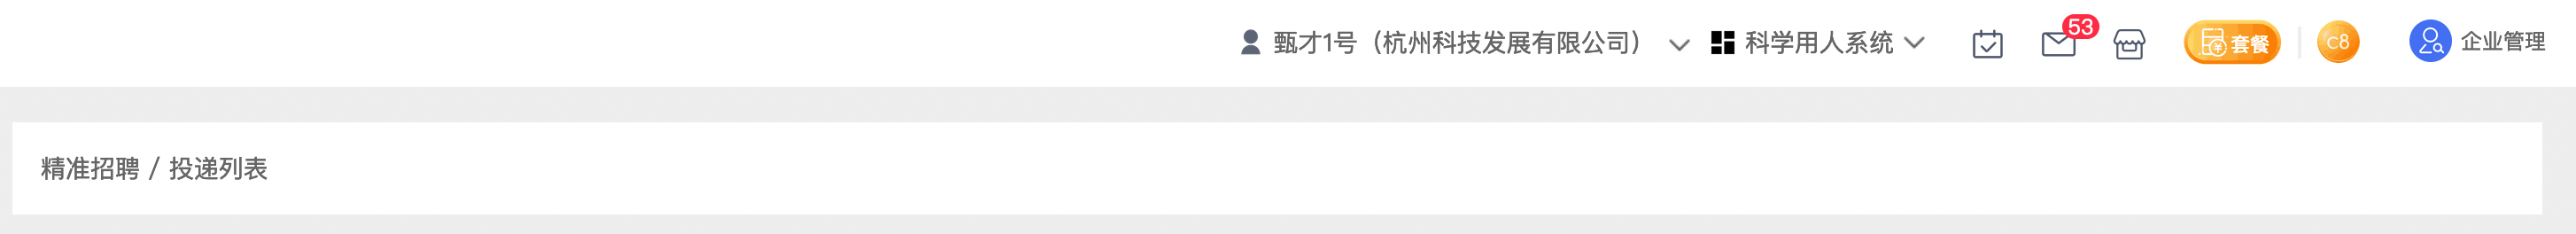 甄才1号（杭州科技发展有限公司） 科学用人系统 53 套餐 c8 企业管理
精准招聘 / 投递列表